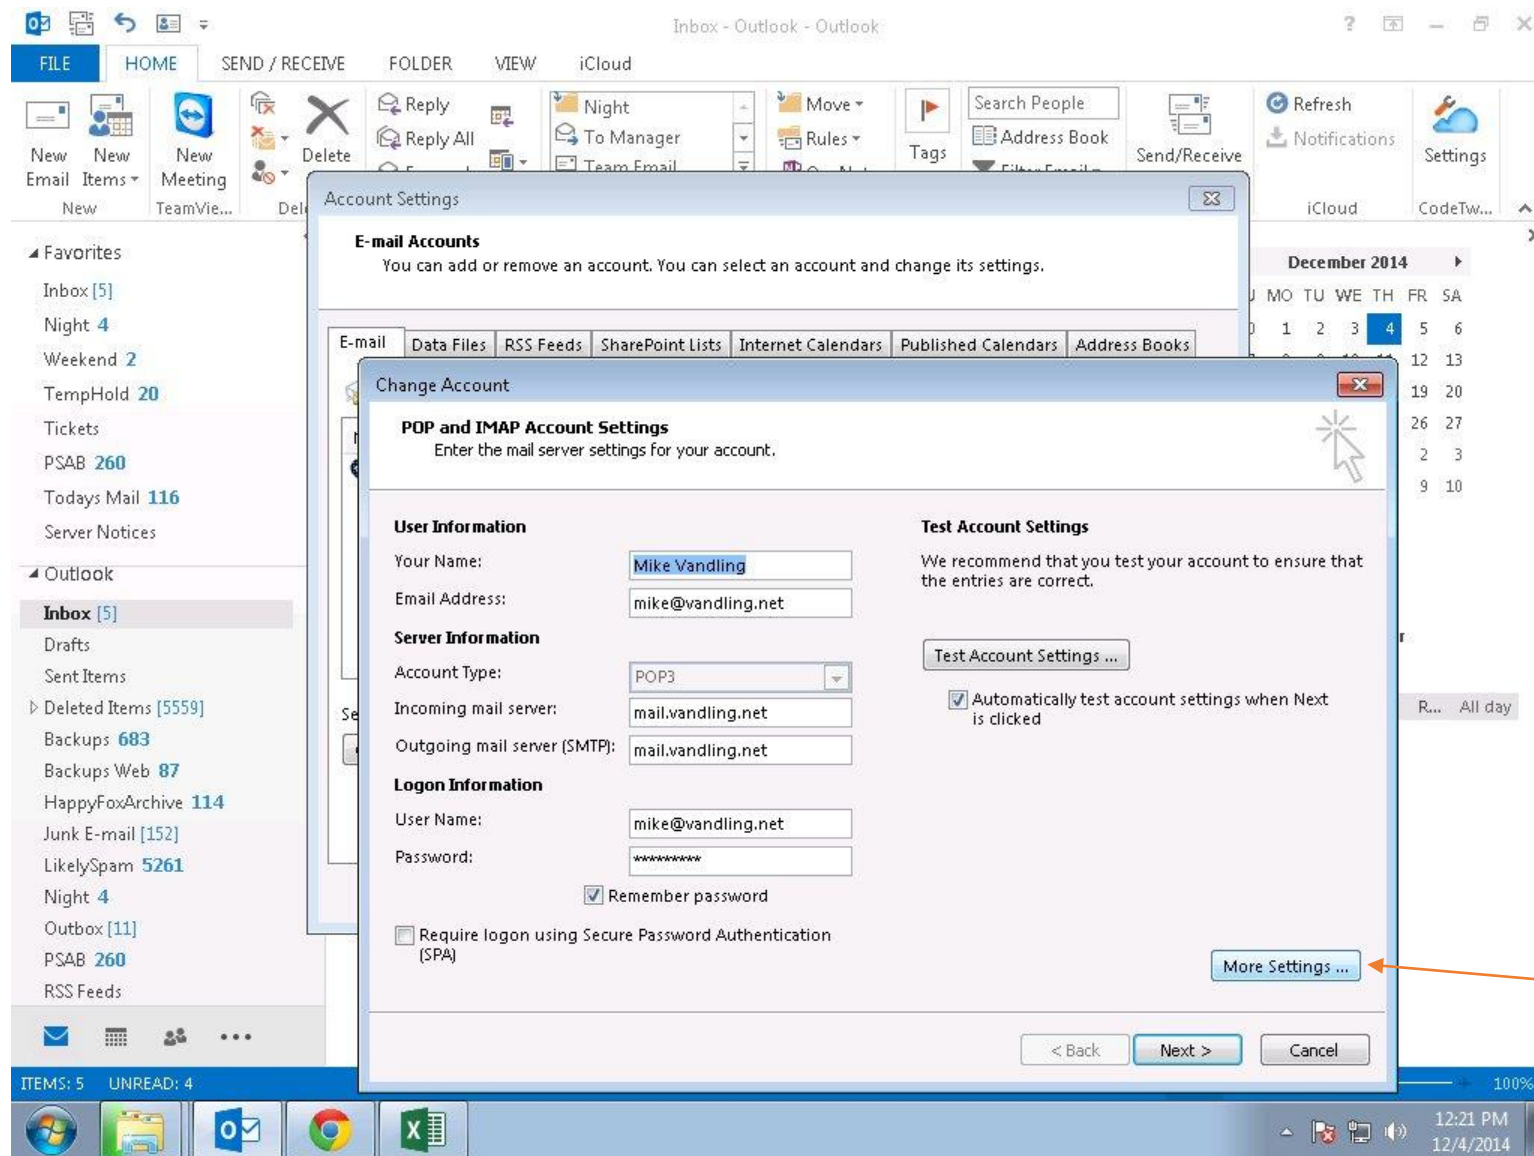 Inbox - Outlook - Outlook
FILE HOME SEND / RECEIVE FOLDER VIEW iCloud
New Email
New Items
New Meeting
Delete
Reply
Reply All
Night
To Manager
Team Email
Move
Rules
Tags
Search People
Address Book
Filter Email
Send/Receive
Refresh
Notifications
Settings
New TeamVie... iCloud CodeTw...
Favorites
Inbox [5]
Night 4
Weekend 2
TempHold 20
Tickets
PSAB 260
Todays Mail 116
Server Notices
Outlook
Inbox [5]
Drafts
Sent Items
Deleted Items [5559]
Backups 683
Backups Web 87
HappyFoxArchive 114
Junk E-mail [152]
LikelySpam 5261
Night 4
Outbox [11]
PSAB 260
RSS Feeds
Account Settings
E-mail Accounts
You can add or remove an account. You can select an account and change its settings.
E-mail Data Files RSS Feeds SharePoint Lists Internet Calendars Published Calendars Address Books
Change Account
POP and IMAP Account Settings
Enter the mail server settings for your account.
User Information
Your Name: Mike Vandling
Email Address: mike@vandling.net
Server Information
Account Type: POP3
Incoming mail server: mail.vandling.net
Outgoing mail server (SMTP): mail.vandling.net
Logon Information
User Name: mike@vandling.net
Password: *********
Remember password
Require logon using Secure Password Authentication
(SPA)
Test Account Settings
We recommend that you test your account to ensure that
the entries are correct.
Test Account Settings ...
Automatically test account settings when Next
is clicked
More Settings ...
< Back Next > Cancel
December 2014
MO TU WE TH FR SA
1 2 3 4 5 6
12 13
19 20
26 27
2 3
9 10
R... All day
ITEMS: 5 UNREAD: 4
100%
12:21 PM
12/4/2014